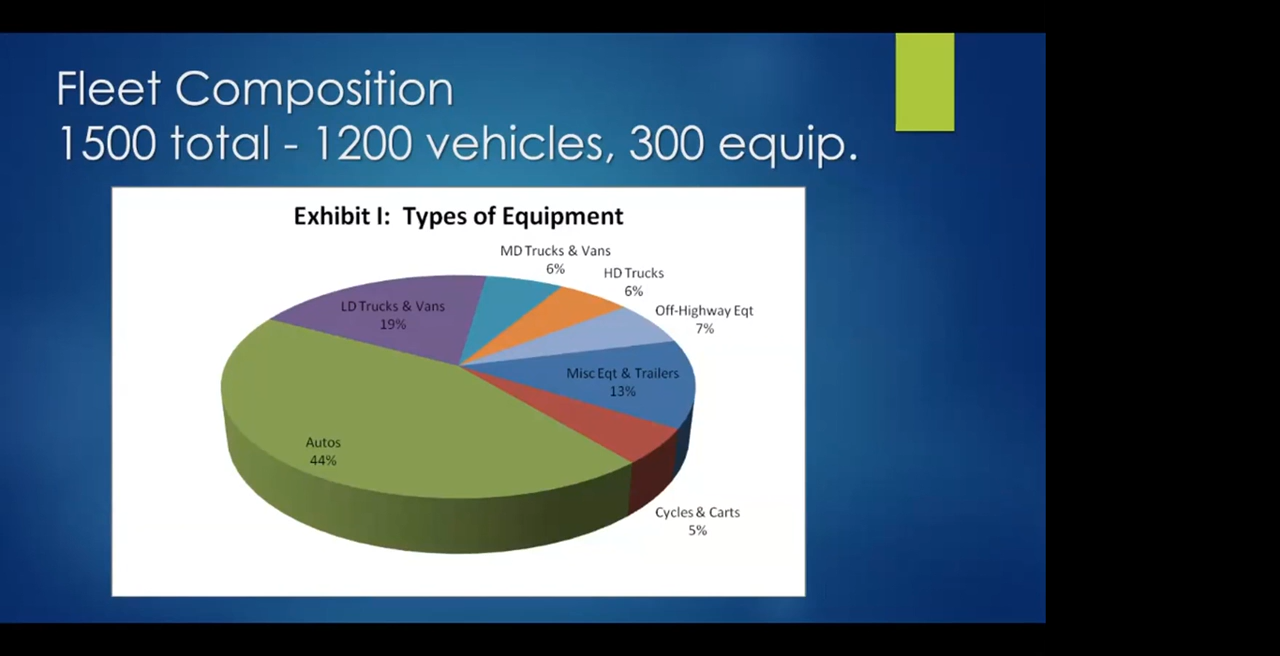 Fleet Composition
1500 total - 1200 vehicles, 300 equip.
Exhibit I: Types of Equipment
MD Trucks & Vans
6%
HD Trucks
6%
Off-Highway Eqt
7%
LD Trucks & Vans
19%
Misc Eqt & Trailers
13%
Autos
44%
Cycles & Carts
5%